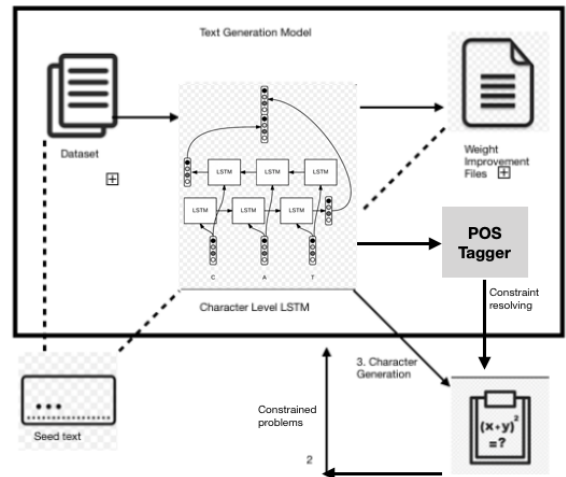 Text Generation Model
Dataset
LSTM LSTM LSTM
LSTM LSTM LSTM
C A T
Weight
Improvement
Files
POS
Tagger
Character Level LSTM
Constraint
resolving
3. Character
Generation
Seed text
Constrained
problems
2
(x+y)²
=?